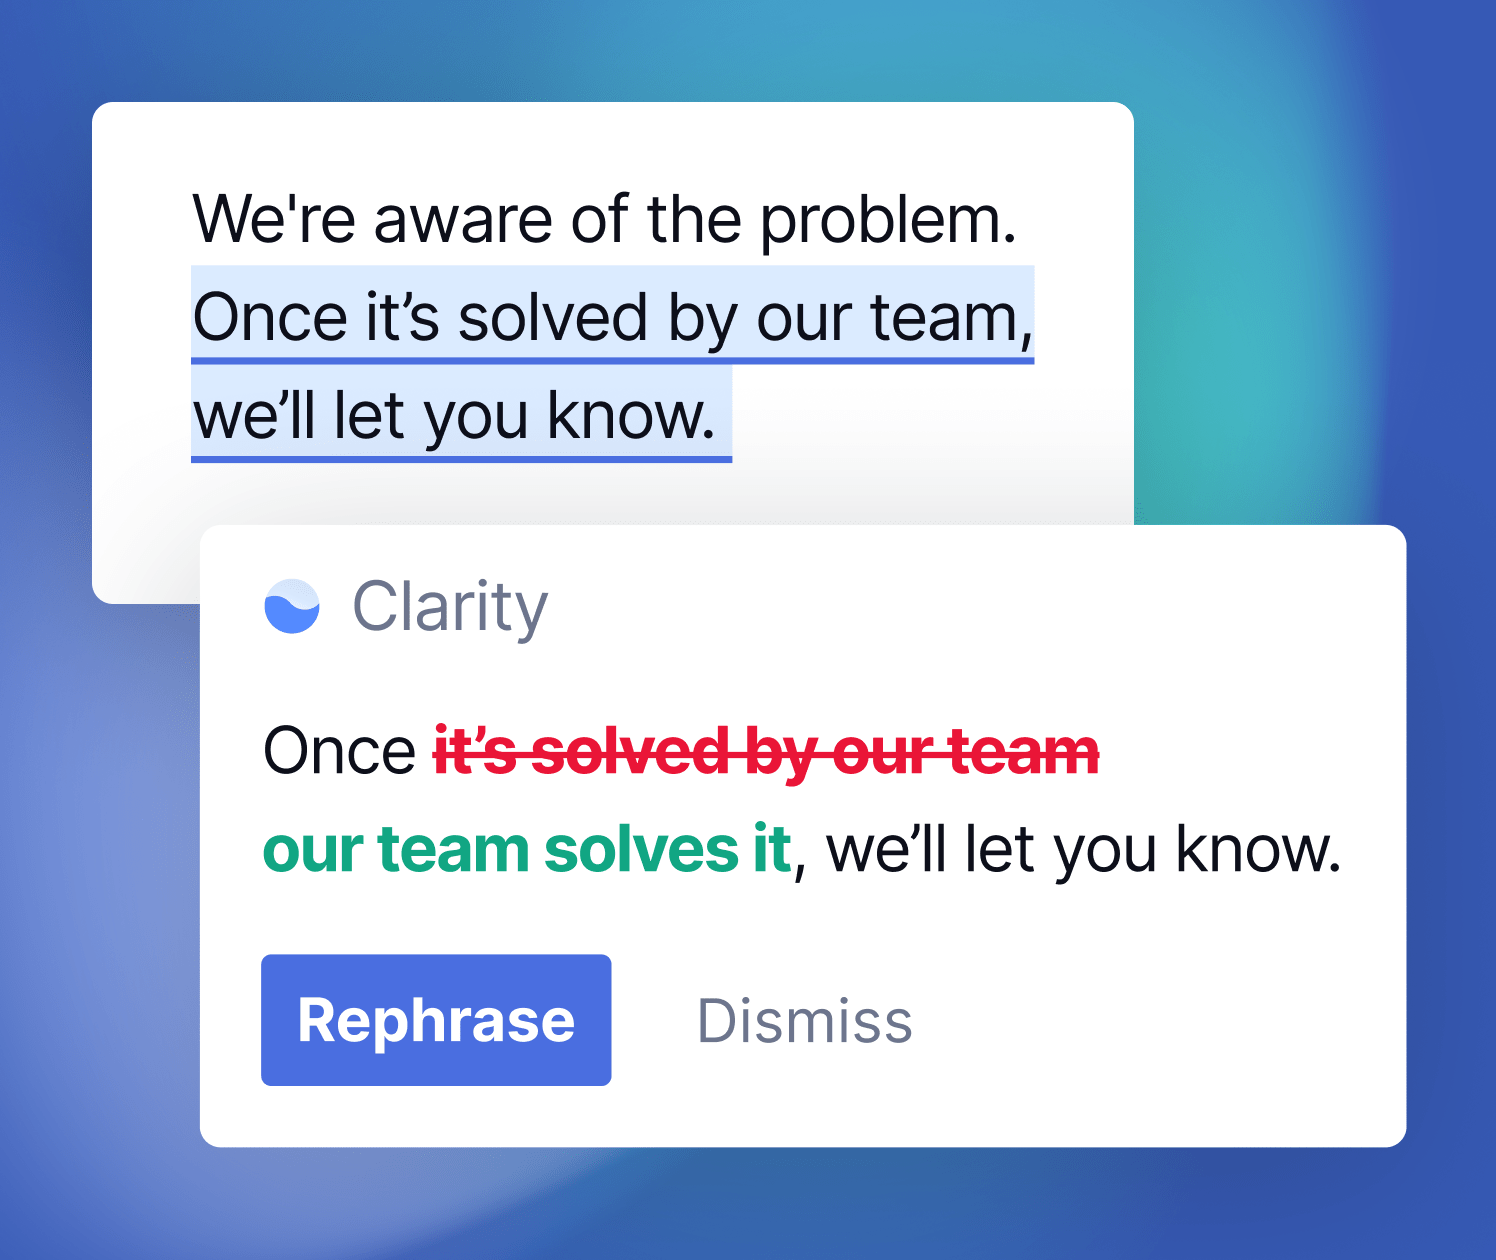 We're aware of the problem.
Once it’s solved by our team,
we’ll let you know.
Clarity
Once it’s solved by our team
our team solves it, we’ll let you know.
Rephrase
Dismiss